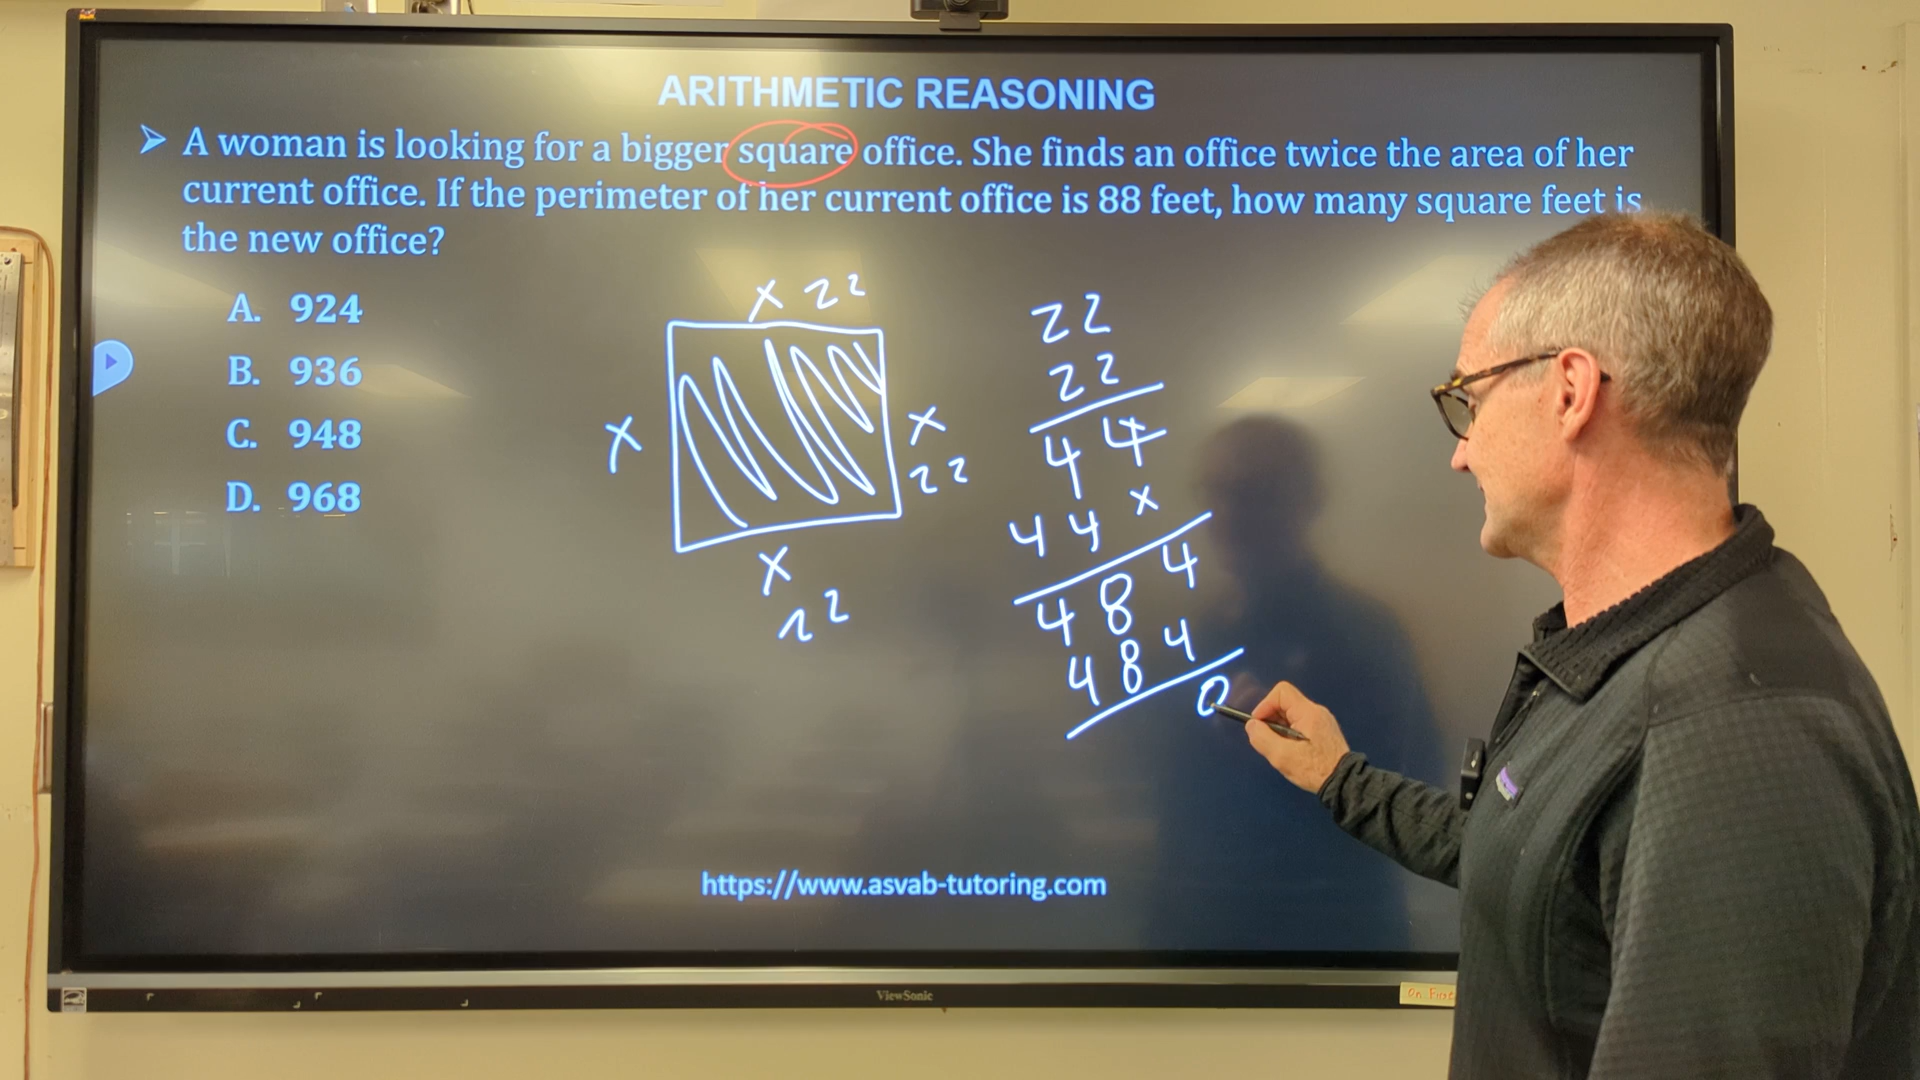 ARITHMETIC REASONING
➤ A woman is looking for a bigger square office. She finds an office twice the area of her
current office. If the perimeter of her current office is 88 feet, how many square feet is
the new office?
A. 924
B. 936
C. 948
D. 968
x 22
x
x
22
x
22
22
22
44
44 x
484
484
0
https://www.asvab-tutoring.com
ViewSonic